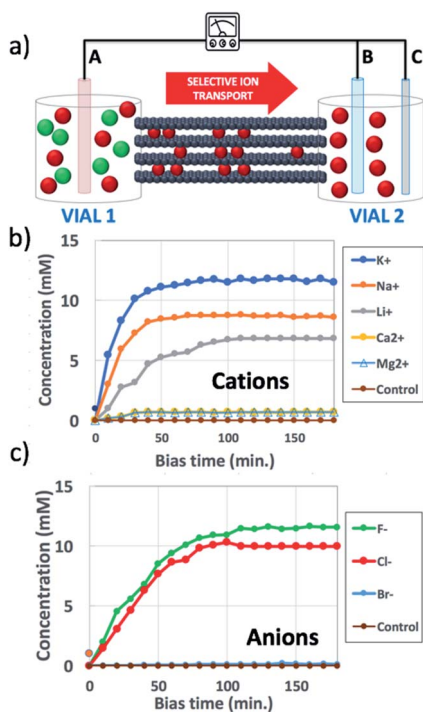 a)
A
B
C
SELECTIVE ION
TRANSPORT
VIAL 1
VIAL 2
b)
15
10
5
0
0
50
100
150
Concentration (mM)
Bias time (min.)
Cations
K+
Na+
Li+
Ca2+
Mg2+
Control
c)
15
10
5
0
0
50
100
150
Concentration (mM)
Bias time (min.)
Anions
F-
Cl-
Br-
Control